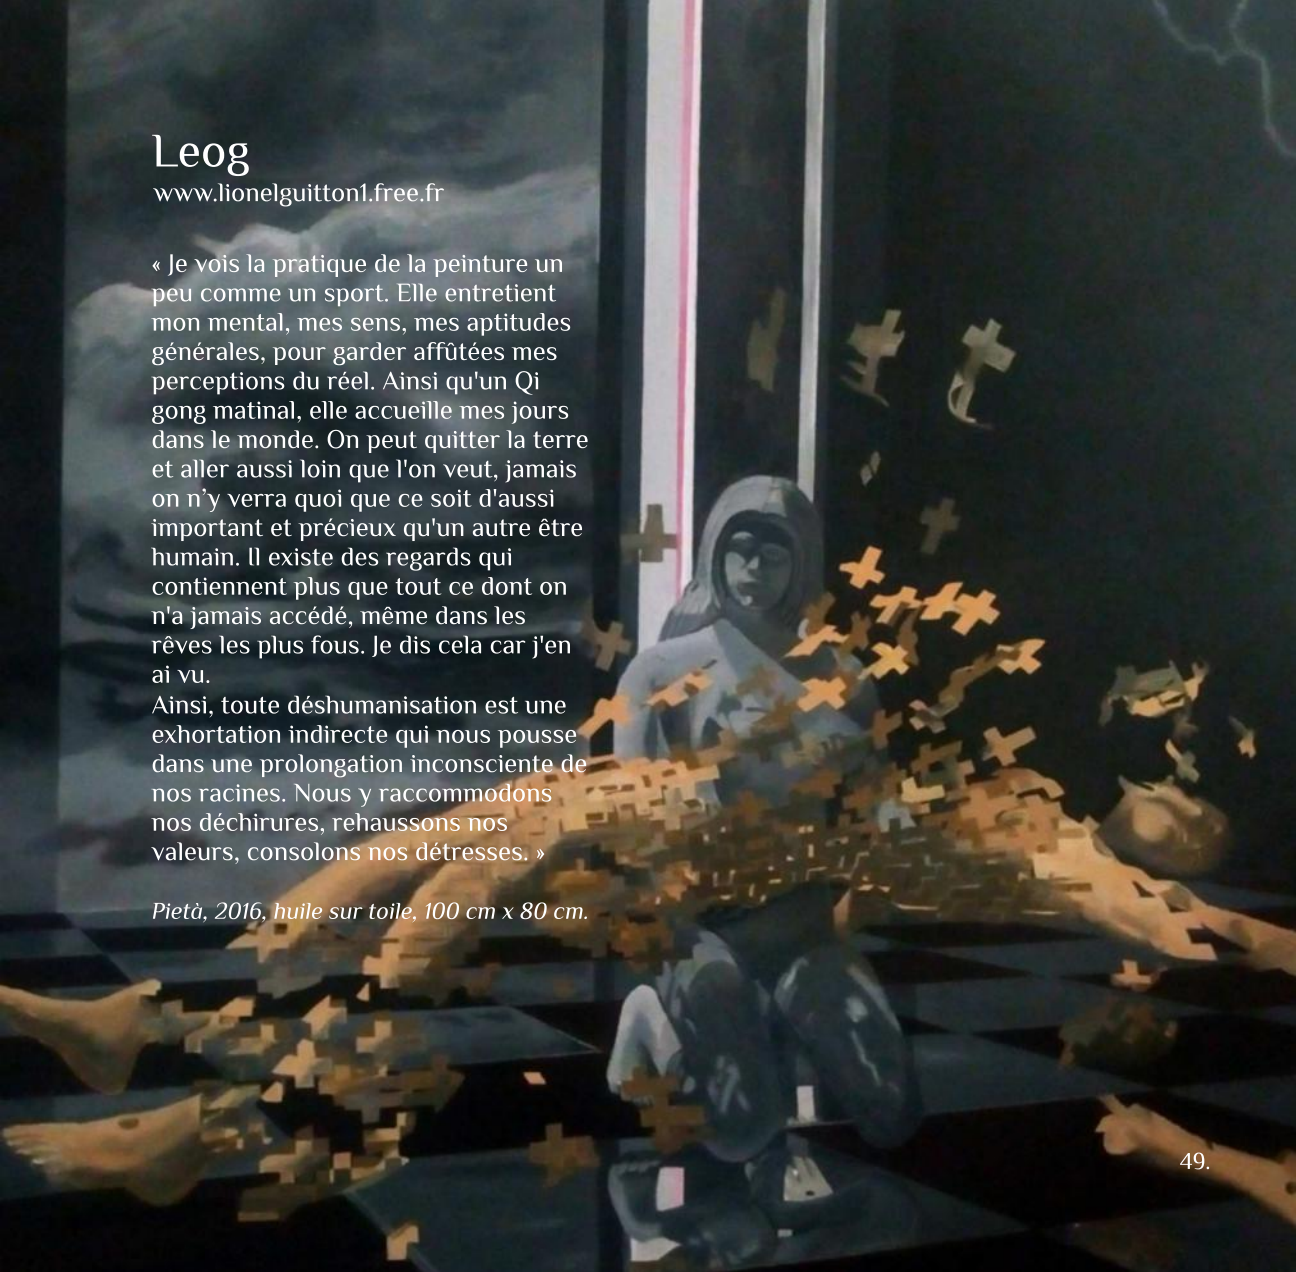 Leog
www.lionelguitton1.free.fr
« Je vois la pratique de la peinture un
peu comme un sport. Elle entretient
mon mental, mes sens, mes aptitudes
générales, pour garder affûtées mes
perceptions du réel. Ainsi qu'un Qi
gong matinal, elle accueille mes jours
dans le monde. On peut quitter la terre
et aller aussi loin que l'on veut, jamais
on n’y verra quoi que ce soit d'aussi
important et précieux qu'un autre être
humain. Il existe des regards qui
contiennent plus que tout ce dont on
n'a jamais accédé, même dans les
rêves les plus fous. Je dis cela car j'en
ai vu.
Ainsi, toute déshumanisation est une
exhortation indirecte qui nous pousse
dans une prolongation inconsciente de
nos racines. Nous y raccommodons
nos déchirures, rehaussons nos
valeurs, consolons nos détresses. »
Pietà, 2016, huile sur toile, 100 cm x 80 cm.
49.